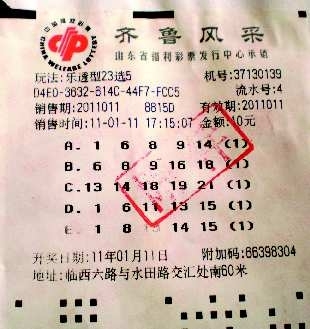 中国福利彩票
CHINA WELFARE LOTTERY
齐鲁风采
山东省福利彩票发行中心承销
玩法:乐透型23选5 机号:37130139
D4E0-3632-B14C-44F7-FCC5 流水号:4
销售期:2011011 8815D 有效期:2011011
销售时间:11-01-11 17:15:07 金额:10元
A. 1 6 8 9 14 (1)
B. 6 8 9 16 18 (1)
C. 13 14 18 19 21 (1)
D. 1 6 11 13 15 (1)
E. 1 8 14 15 (1)
开奖日期:11年01月11日 附加码:66398304
地址:临西六路与水田路交汇处南60米